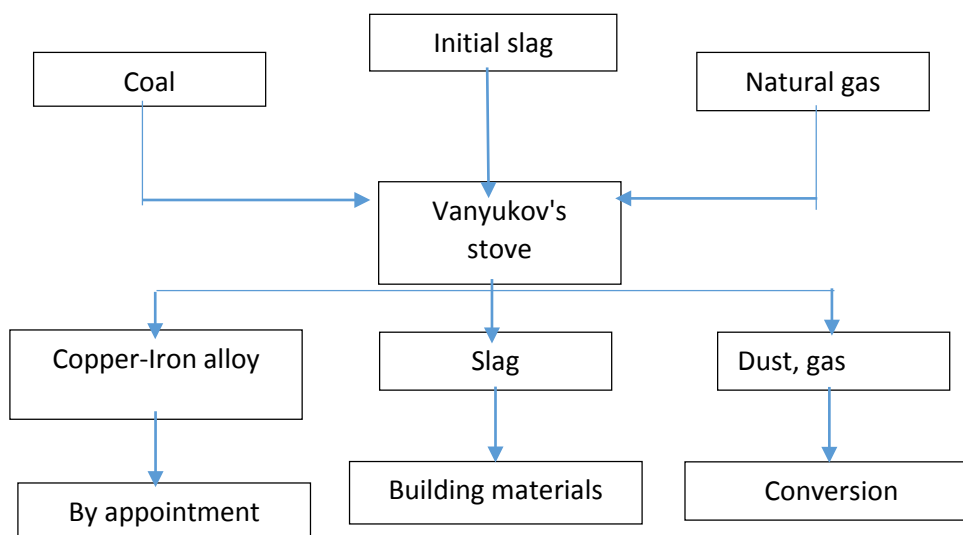 Initial slag
Coal
Natural gas
Vanyukov's
stove
Copper-Iron alloy
Slag
Dust, gas
By appointment
Building materials
Conversion